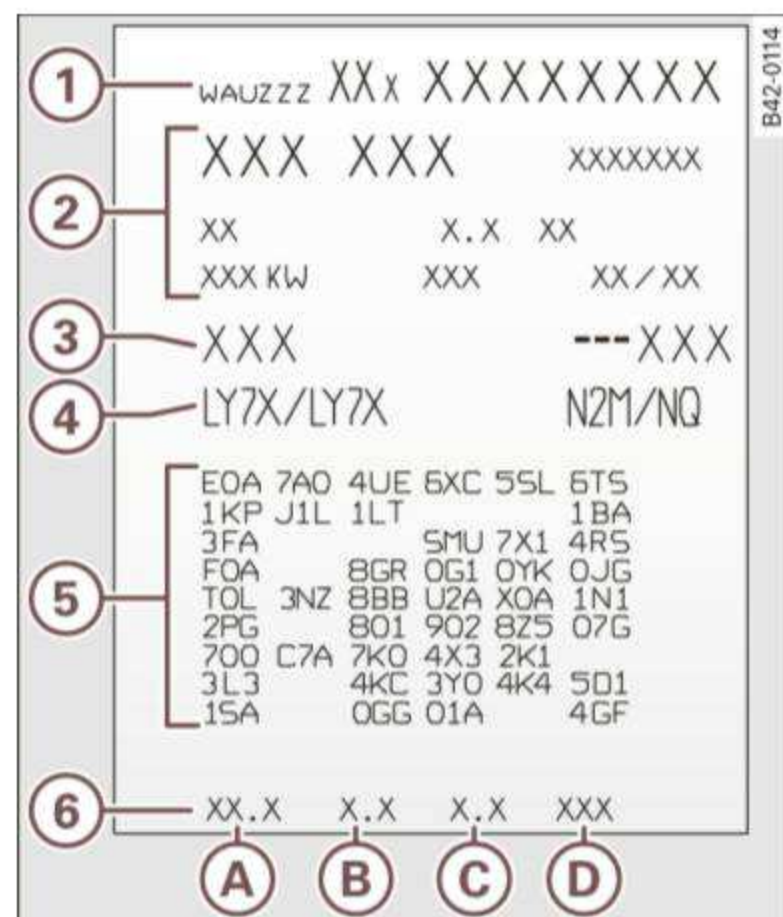 B42-0114
1 WAUZZZ XXX XXXXXXXX
2 XXX XXX XXXXXXX
XX X.X XX
XXX KW XXX XX/XX
3 XXX ---XXX
4 LY7X/LY7X N2M/NQ
5 E0A 7A0 4UE 6XC 5SL 6TS
1KP J1L 1LT 1BA
3FA 5MU 7X1 4RS
F0A 8GR 0G1 0YK 0JG
T0L 3NZ 8BB U2A X0A 1N1
2PG 801 902 8Z5 07G
700 C7A 7K0 4X3 2K1
3L3 4KC 3Y0 4K4 5D1
1SA 0GG 01A 4GF
6 XX.X X.X X.X XXX
A B C D